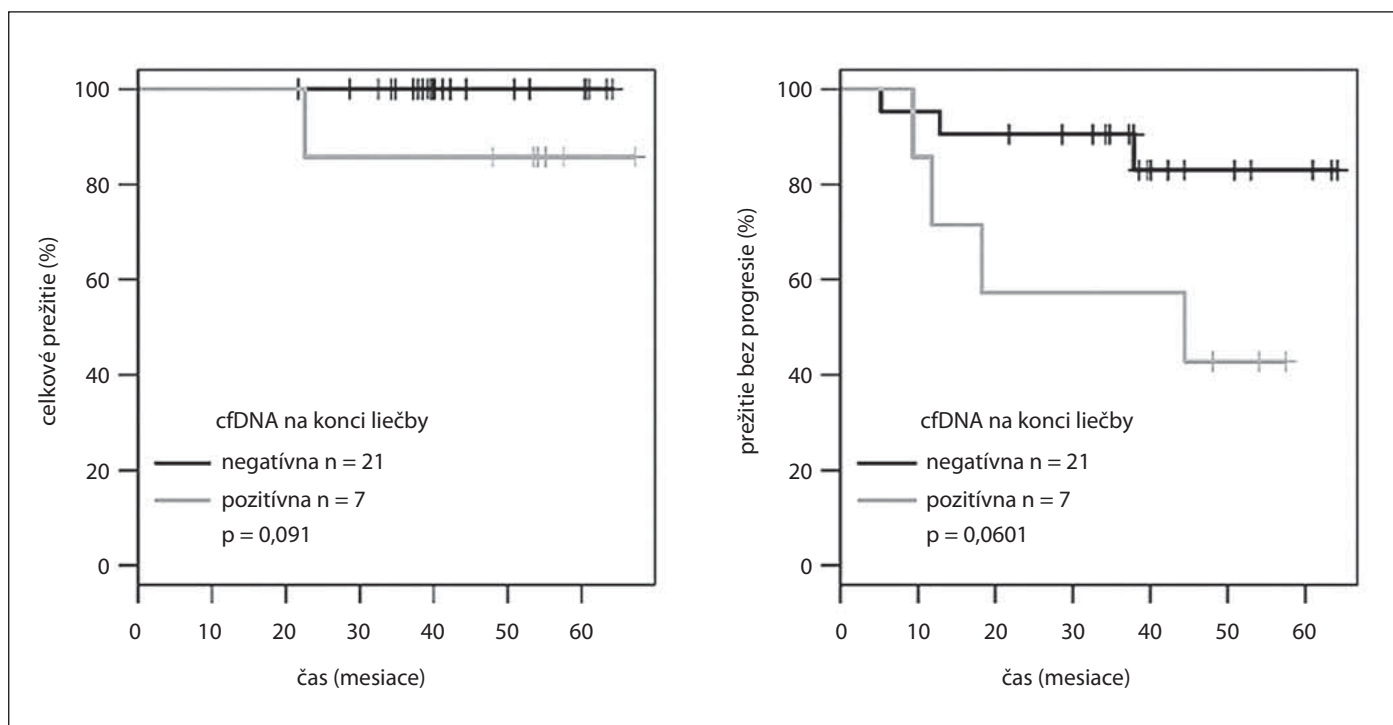 celkové prežitie (%)
100
80
60
40
20
0
cfDNA na konci liečby
negatívna n = 21
pozitívna n = 7
p = 0,091
0 10 20 30 40 50 60
čas (mesiace)
prežitie bez progresie (%)
100
80
60
40
20
0
cfDNA na konci liečby
negatívna n = 21
pozitívna n = 7
p = 0,0601
0 10 20 30 40 50 60
čas (mesiace)